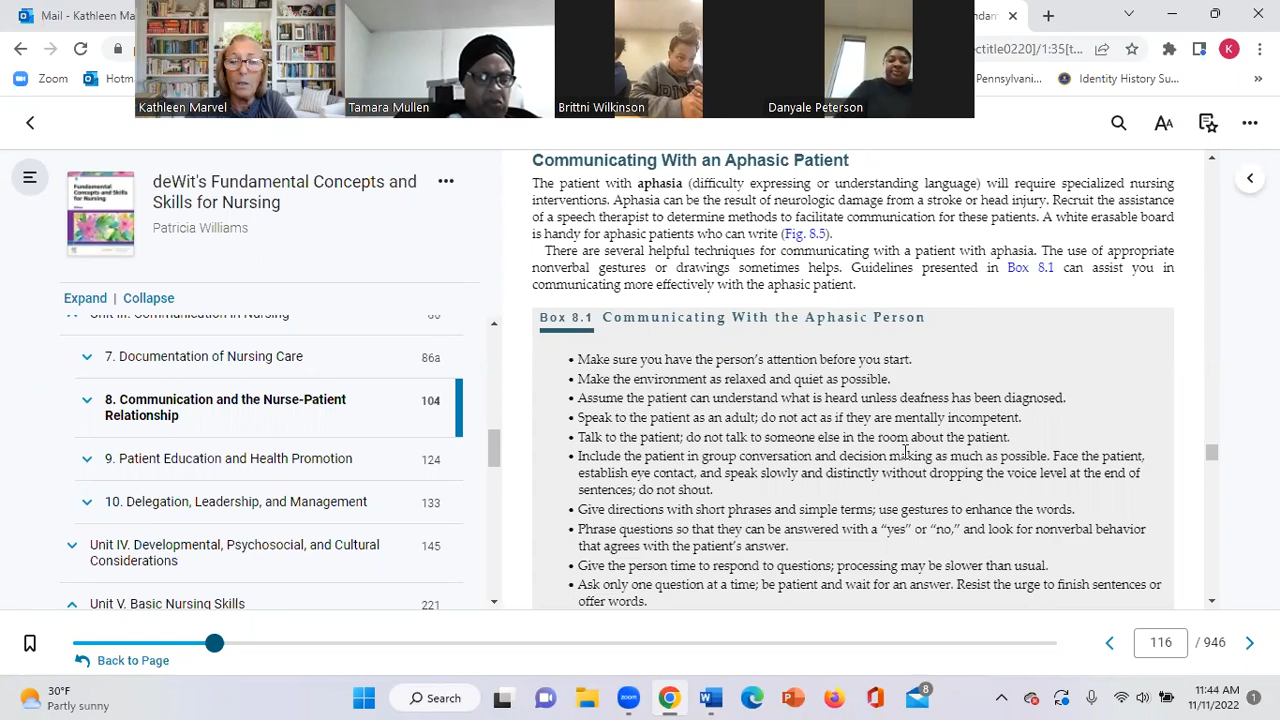 Mail - Kathleen M
ndam
Zoom
Hotm
ectitle0220]/1:35[t...
K
Pennsylvani...
Identity History Su...
»
Kathleen Marvel
Tamara Mullen
Brittni Wilkinson
Danyale Peterson
AA
deWit's Fundamental Concepts and
Skills for Nursing
Patricia Williams
Expand | Collapse
Unit III. Communication in Nursing 86
7. Documentation of Nursing Care 86a
8. Communication and the Nurse-Patient 104
Relationship
9. Patient Education and Health Promotion 124
10. Delegation, Leadership, and Management 133
Unit IV. Developmental, Psychosocial, and Cultural 145
Considerations
Unit V. Basic Nursing Skills 221
Communicating With an Aphasic Patient
The patient with aphasia (difficulty expressing or understanding language) will require specialized nursing
interventions. Aphasia can be the result of neurologic damage from a stroke or head injury. Recruit the assistance
of a speech therapist to determine methods to facilitate communication for these patients. A white erasable board
is handy for aphasic patients who can write (Fig. 8.5).
There are several helpful techniques for communicating with a patient with aphasia. The use of appropriate
nonverbal gestures or drawings sometimes helps. Guidelines presented in Box 8.1 can assist you in
communicating more effectively with the aphasic patient.
Box 8.1 Communicating With the Aphasic Person
• Make sure you have the person's attention before you start.
• Make the environment as relaxed and quiet as possible.
• Assume the patient can understand what is heard unless deafness has been diagnosed.
• Speak to the patient as an adult; do not act as if they are mentally incompetent.
• Talk to the patient; do not talk to someone else in the room about the patient.
• Include the patient in group conversation and decision making as much as possible. Face the patient,
establish eye contact, and speak slowly and distinctly without dropping the voice level at the end of
sentences; do not shout.
• Give directions with short phrases and simple terms; use gestures to enhance the words.
• Phrase questions so that they can be answered with a “yes” or “no,” and look for nonverbal behavior
that agrees with the patient's answer.
• Give the person time to respond to questions; processing may be slower than usual.
• Ask only one question at a time; be patient and wait for an answer. Resist the urge to finish sentences or
offer words.
116 / 946
Back to Page
30°F
Partly sunny
Search
zoom
8
11:44 AM
11/11/2022
1